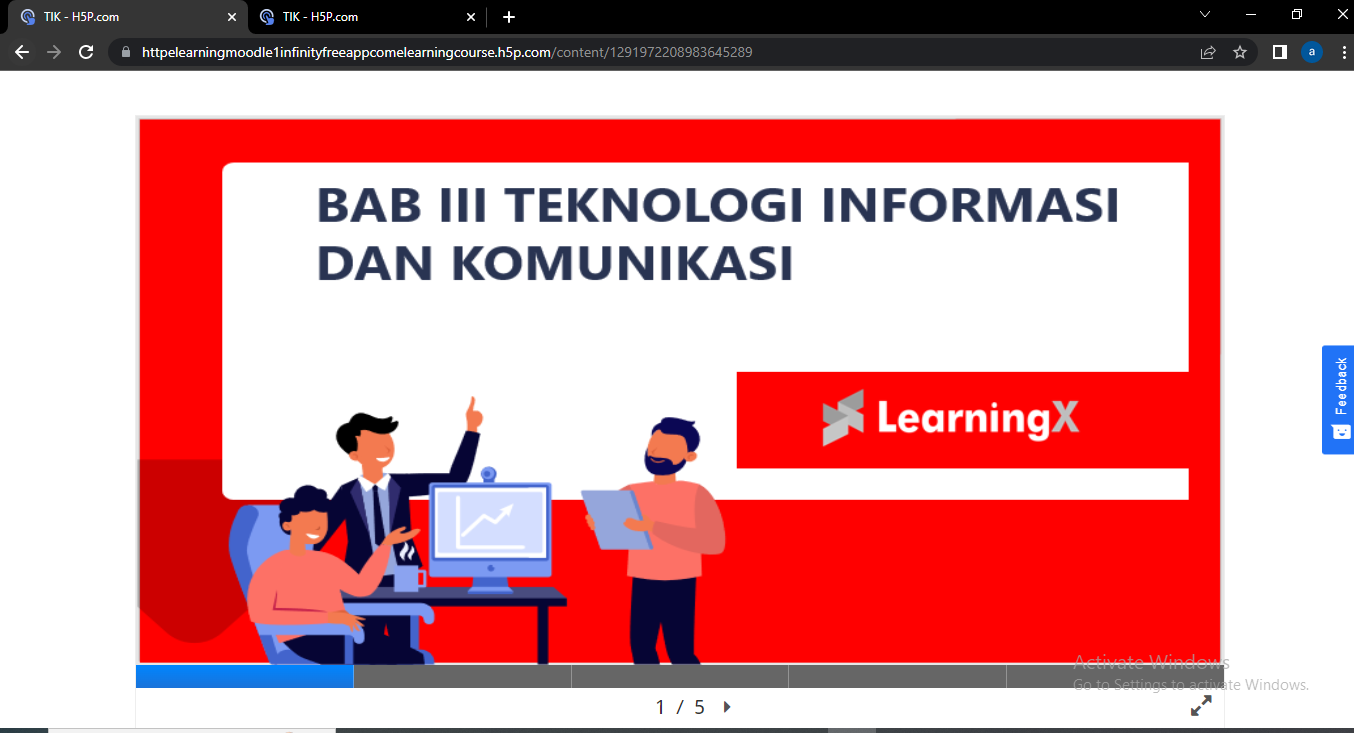 TIK - H5P.com
TIK - H5P.com
httpelearningmoodle1infinityfreeappcomelearningcourse.h5p.com/content/1291972208983645289
a
BAB III TEKNOLOGI INFORMASI
DAN KOMUNIKASI
LearningX
Feedback
Activate Windows
Go to Settings to activate Windows.
1 / 5